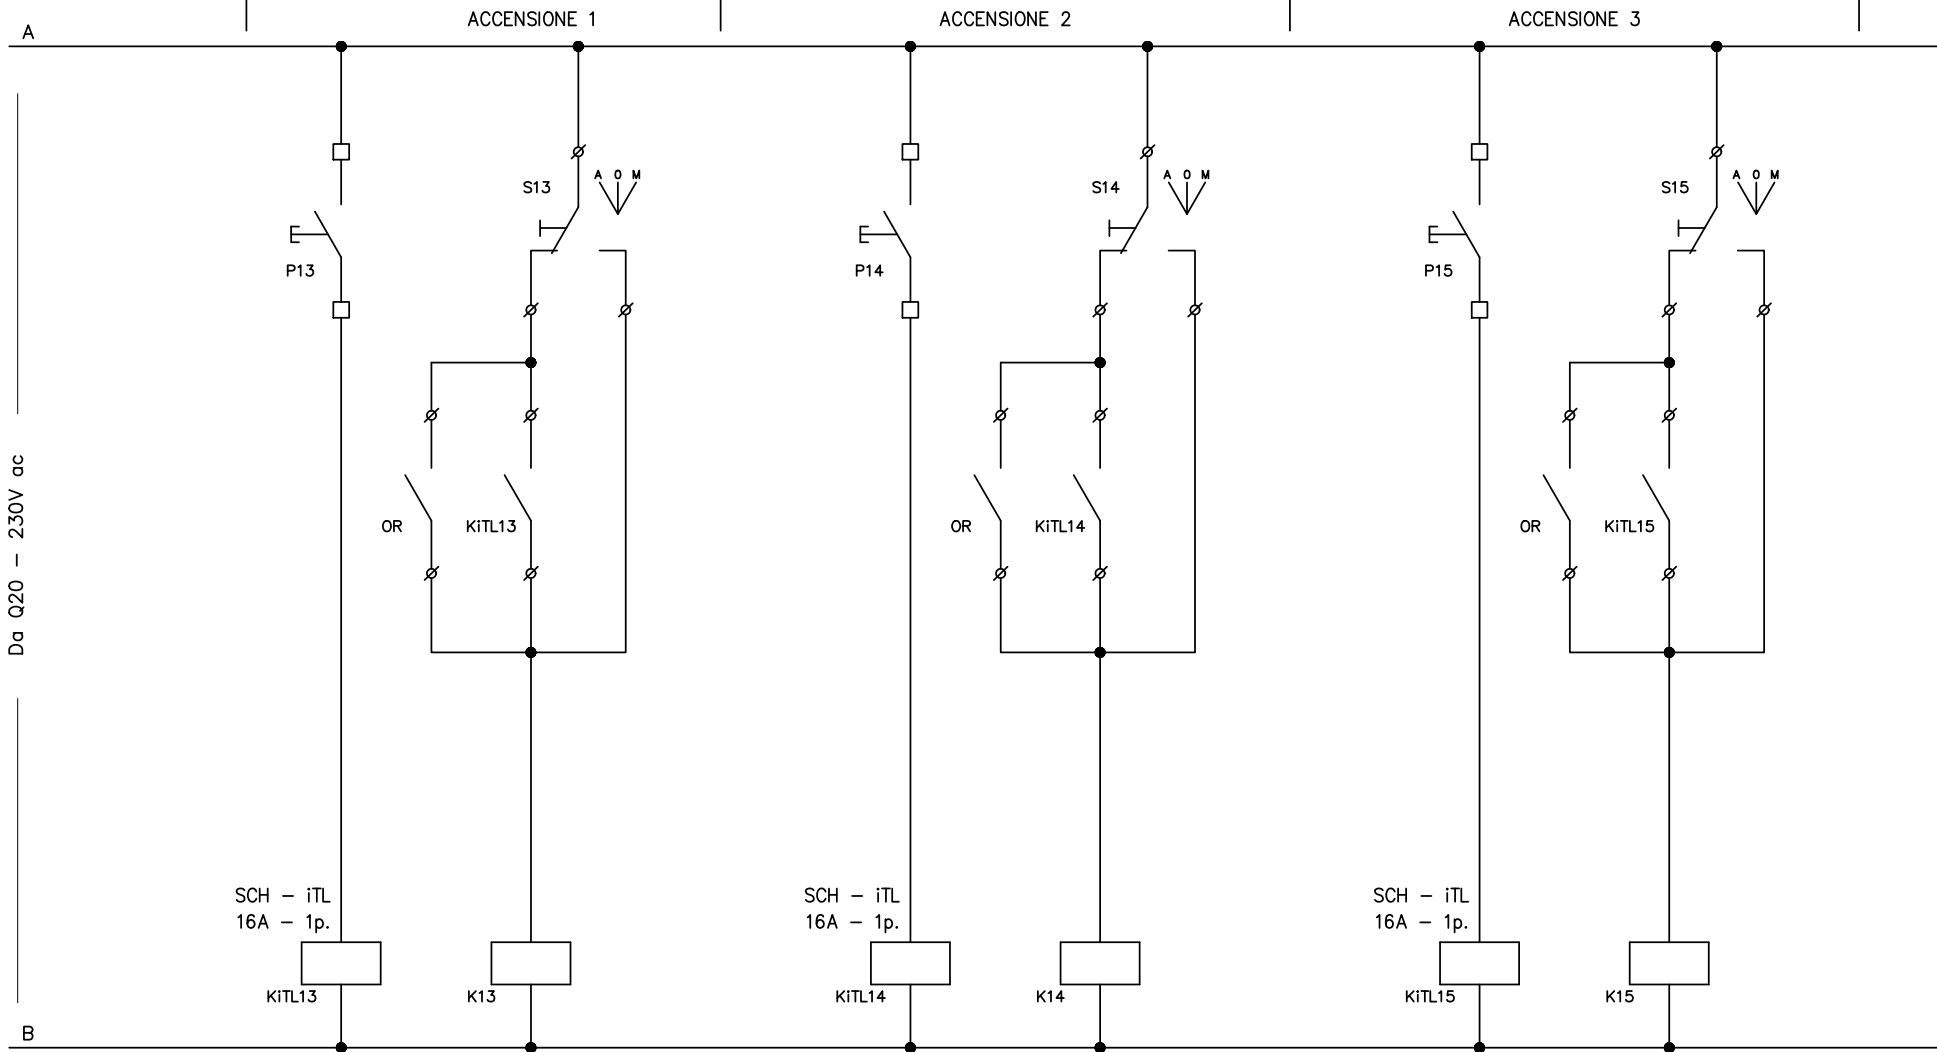 ACCENSIONE 1
ACCENSIONE 2
ACCENSIONE 3
A
S13
A O M
S14
A O M
S15
A O M
P13
P14
P15
Da Q20 - 230V ac
OR
KiTL13
OR
KiTL14
OR
KiTL15
SCH - iTL
16A - 1p.
SCH - iTL
16A - 1p.
SCH - iTL
16A - 1p.
KiTL13
K13
KiTL14
K14
KiTL15
K15
B